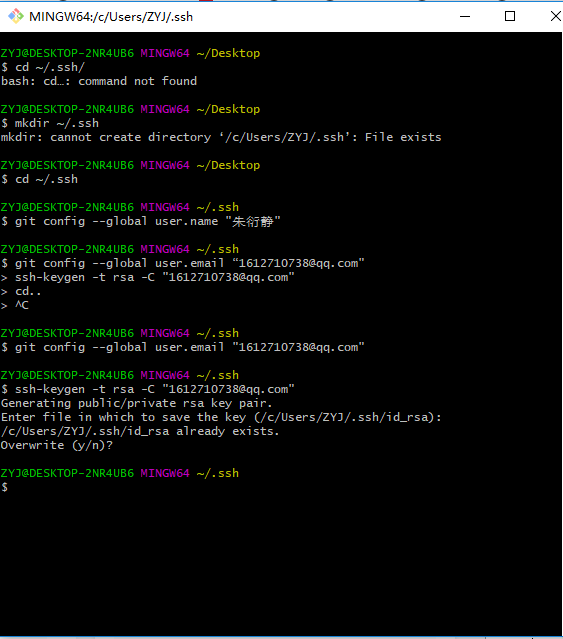 MINGW64:/c/Users/ZYJ/.ssh
ZYJ@DESKTOP-2NR4UB6 MINGW64 ~/Desktop
$ cd ~/.ssh/
bash: cd…: command not found
ZYJ@DESKTOP-2NR4UB6 MINGW64 ~/Desktop
$ mkdir ~/.ssh
mkdir: cannot create directory ‘/c/Users/ZYJ/.ssh’: File exists
ZYJ@DESKTOP-2NR4UB6 MINGW64 ~/Desktop
$ cd ~/.ssh
ZYJ@DESKTOP-2NR4UB6 MINGW64 ~/.ssh
$ git config --global user.name "朱衍静"
ZYJ@DESKTOP-2NR4UB6 MINGW64 ~/.ssh
$ git config --global user.email “1612710738@qq.com"
> ssh-keygen -t rsa -C "1612710738@qq.com"
> cd..
> ^C
ZYJ@DESKTOP-2NR4UB6 MINGW64 ~/.ssh
$ git config --global user.email "1612710738@qq.com"
ZYJ@DESKTOP-2NR4UB6 MINGW64 ~/.ssh
$ ssh-keygen -t rsa -C "1612710738@qq.com"
Generating public/private rsa key pair.
Enter file in which to save the key (/c/Users/ZYJ/.ssh/id_rsa):
/c/Users/ZYJ/.ssh/id_rsa already exists.
Overwrite (y/n)?
ZYJ@DESKTOP-2NR4UB6 MINGW64 ~/.ssh
$